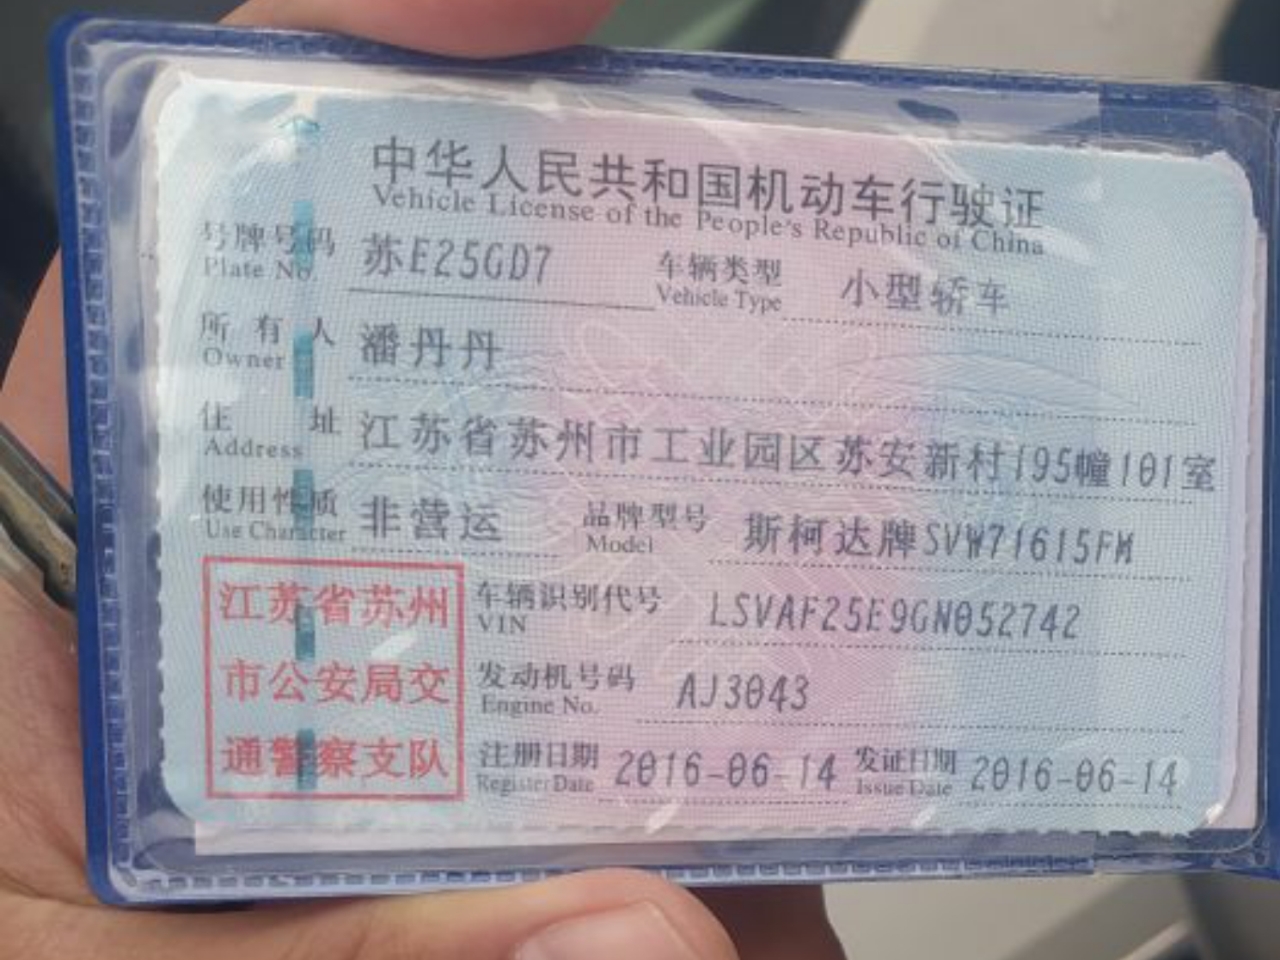 中华人民共和国机动车行驶证
Vehicle License of the People's Republic of China
号牌号码 苏E25GD7 车辆类型 小型轿车
Plate No. Vehicle Type
所有人 潘丹丹
Owner
住址 江苏省苏州市工业园区苏安新村195幢101室
Address
使用性质 非营运 品牌型号 斯柯达牌SVW71615FM
Use Character Model
江苏省苏州
市公安局交
通警察支队
车辆识别代号 LSVAF25E9GN052742
VIN
发动机号码 AJ3043
Engine No.
注册日期 2016-06-14 发证日期 2016-06-14
Register Date Issue Date